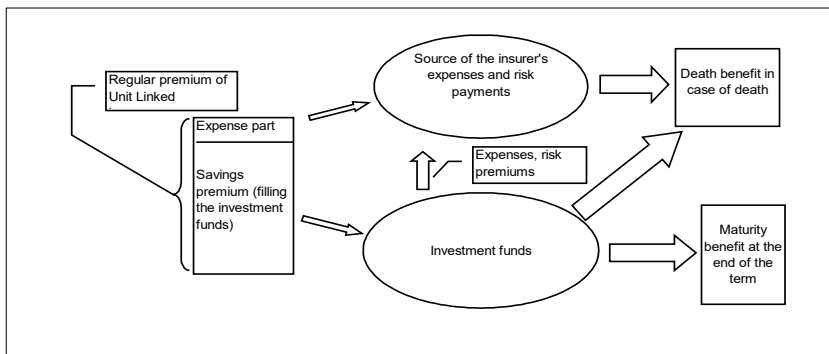 Regular premium of
Unit Linked
.
Expense part
Savings
premium (filling
the investment
funds)
Source of the insurer's
expenses and risk
payments
Expenses, risk
premiums
Investment funds
Death benefit in
case of death
Maturity
benefit at the
end of the
term